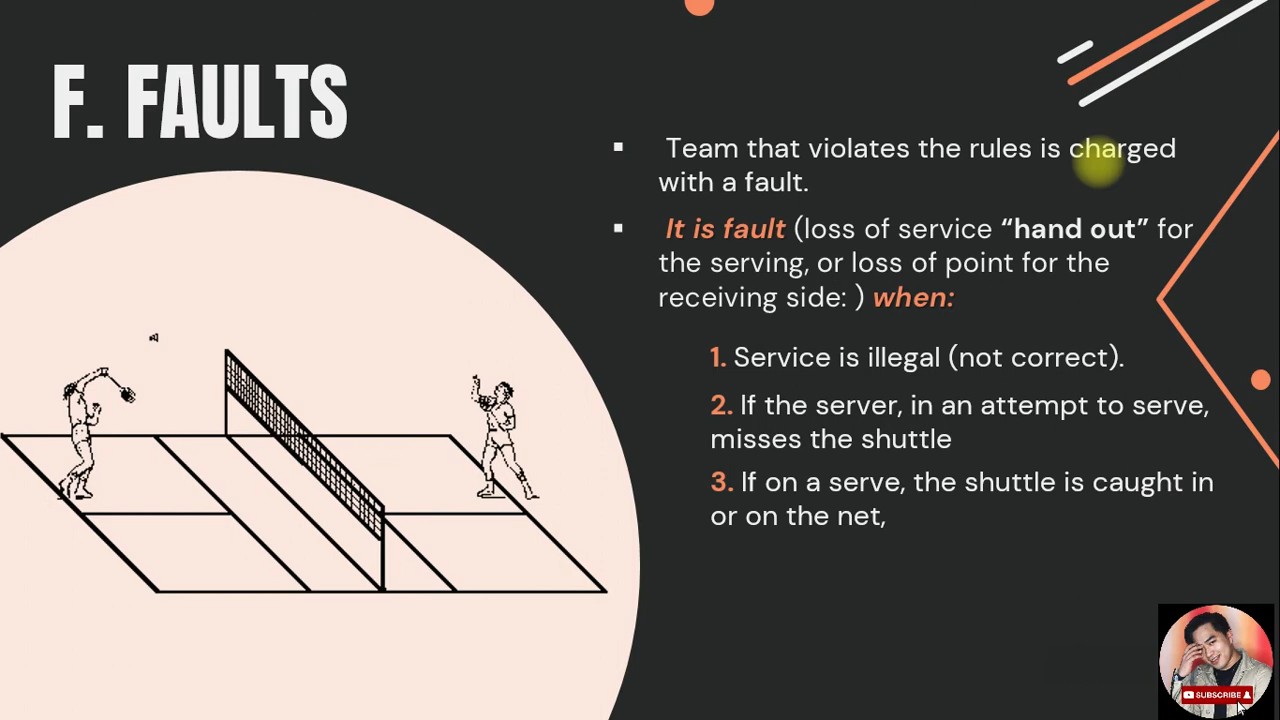 F. FAULTS
Team that violates the rules is charged
with a fault.
It is fault (loss of service “hand out” for
the serving, or loss of point for the
receiving side: ) when:
1. Service is illegal (not correct).
2. If the server, in an attempt to serve,
misses the shuttle
3. If on a serve, the shuttle is caught in
or on the net,
SUBSCRIBE